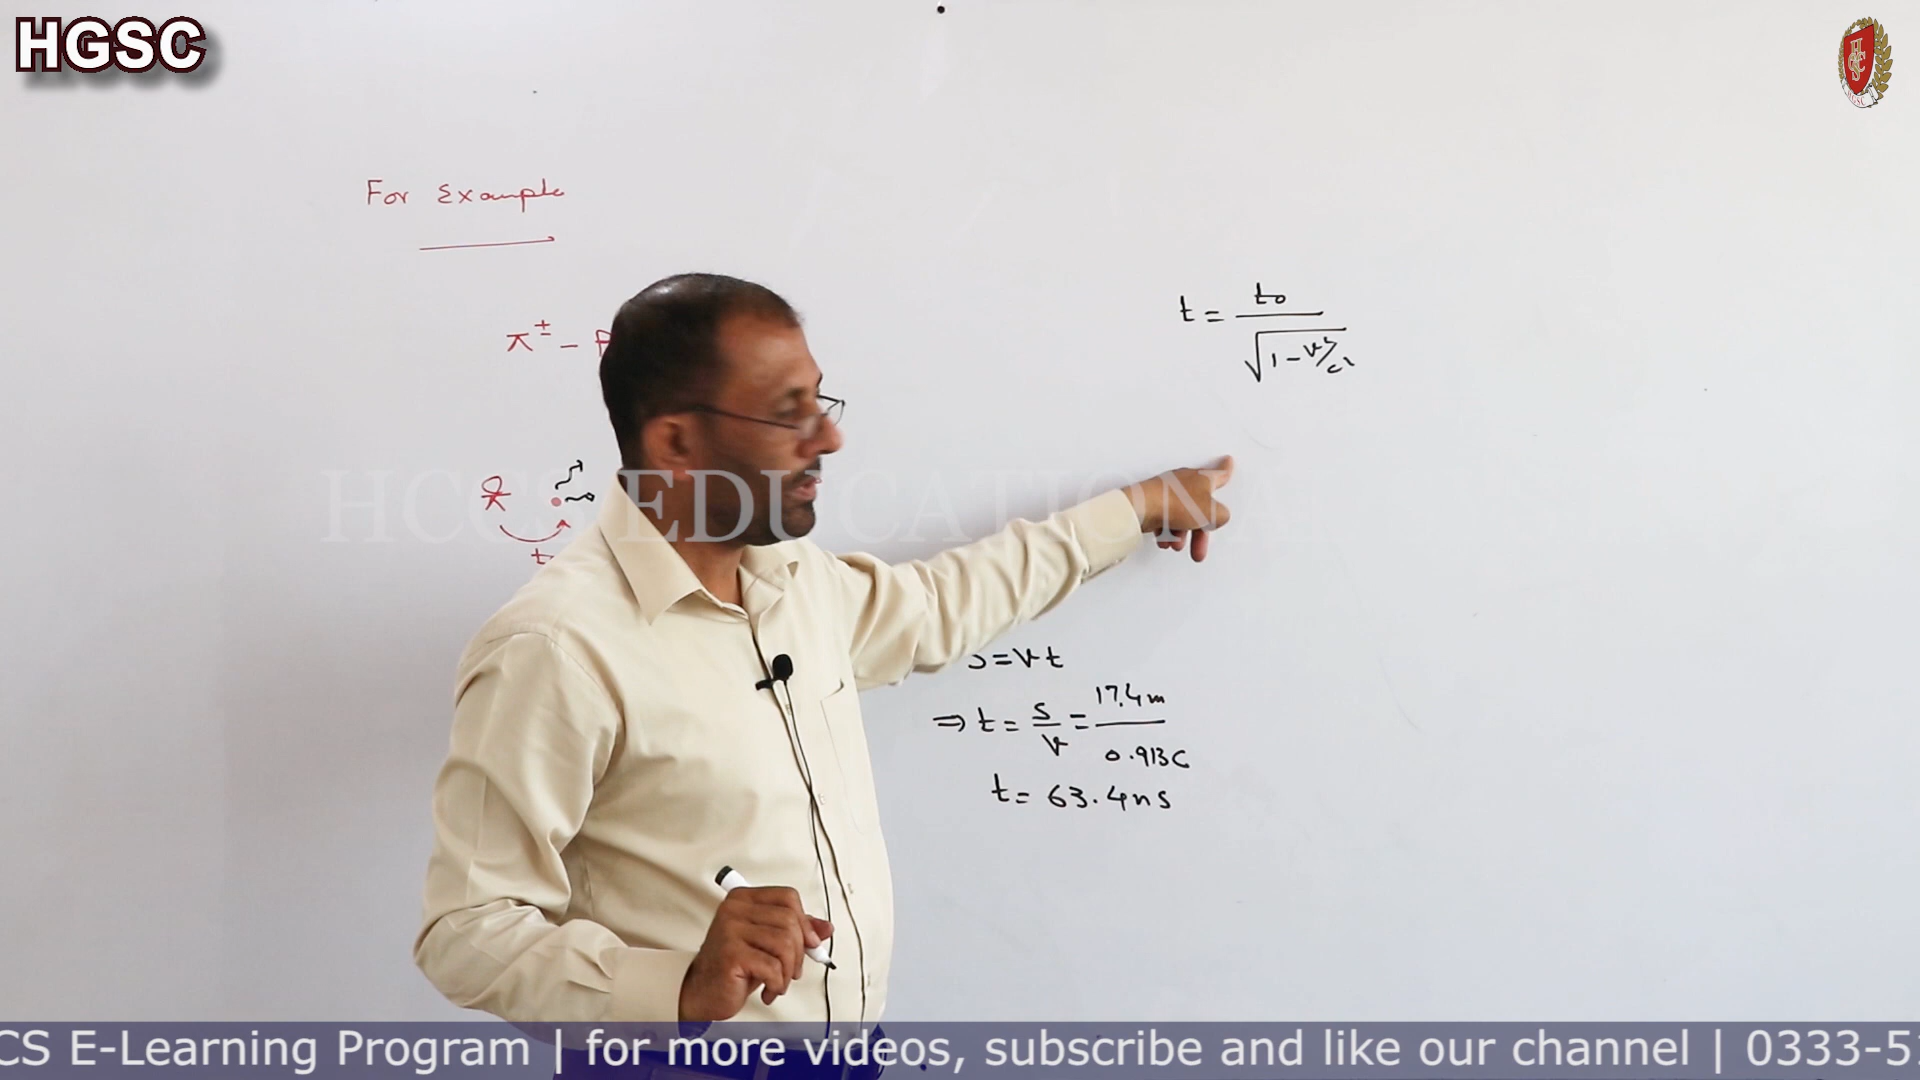 HGSC
For Example
π± –
t = t₀ / √(1 – v²/c²)
HCCS EDUCATIONAL
t
S = vt
⇒ t = S/v = 17.4m / 0.913C
t = 63.4ns
CS E-Learning Program | for more videos, subscribe and like our channel | 0333-5